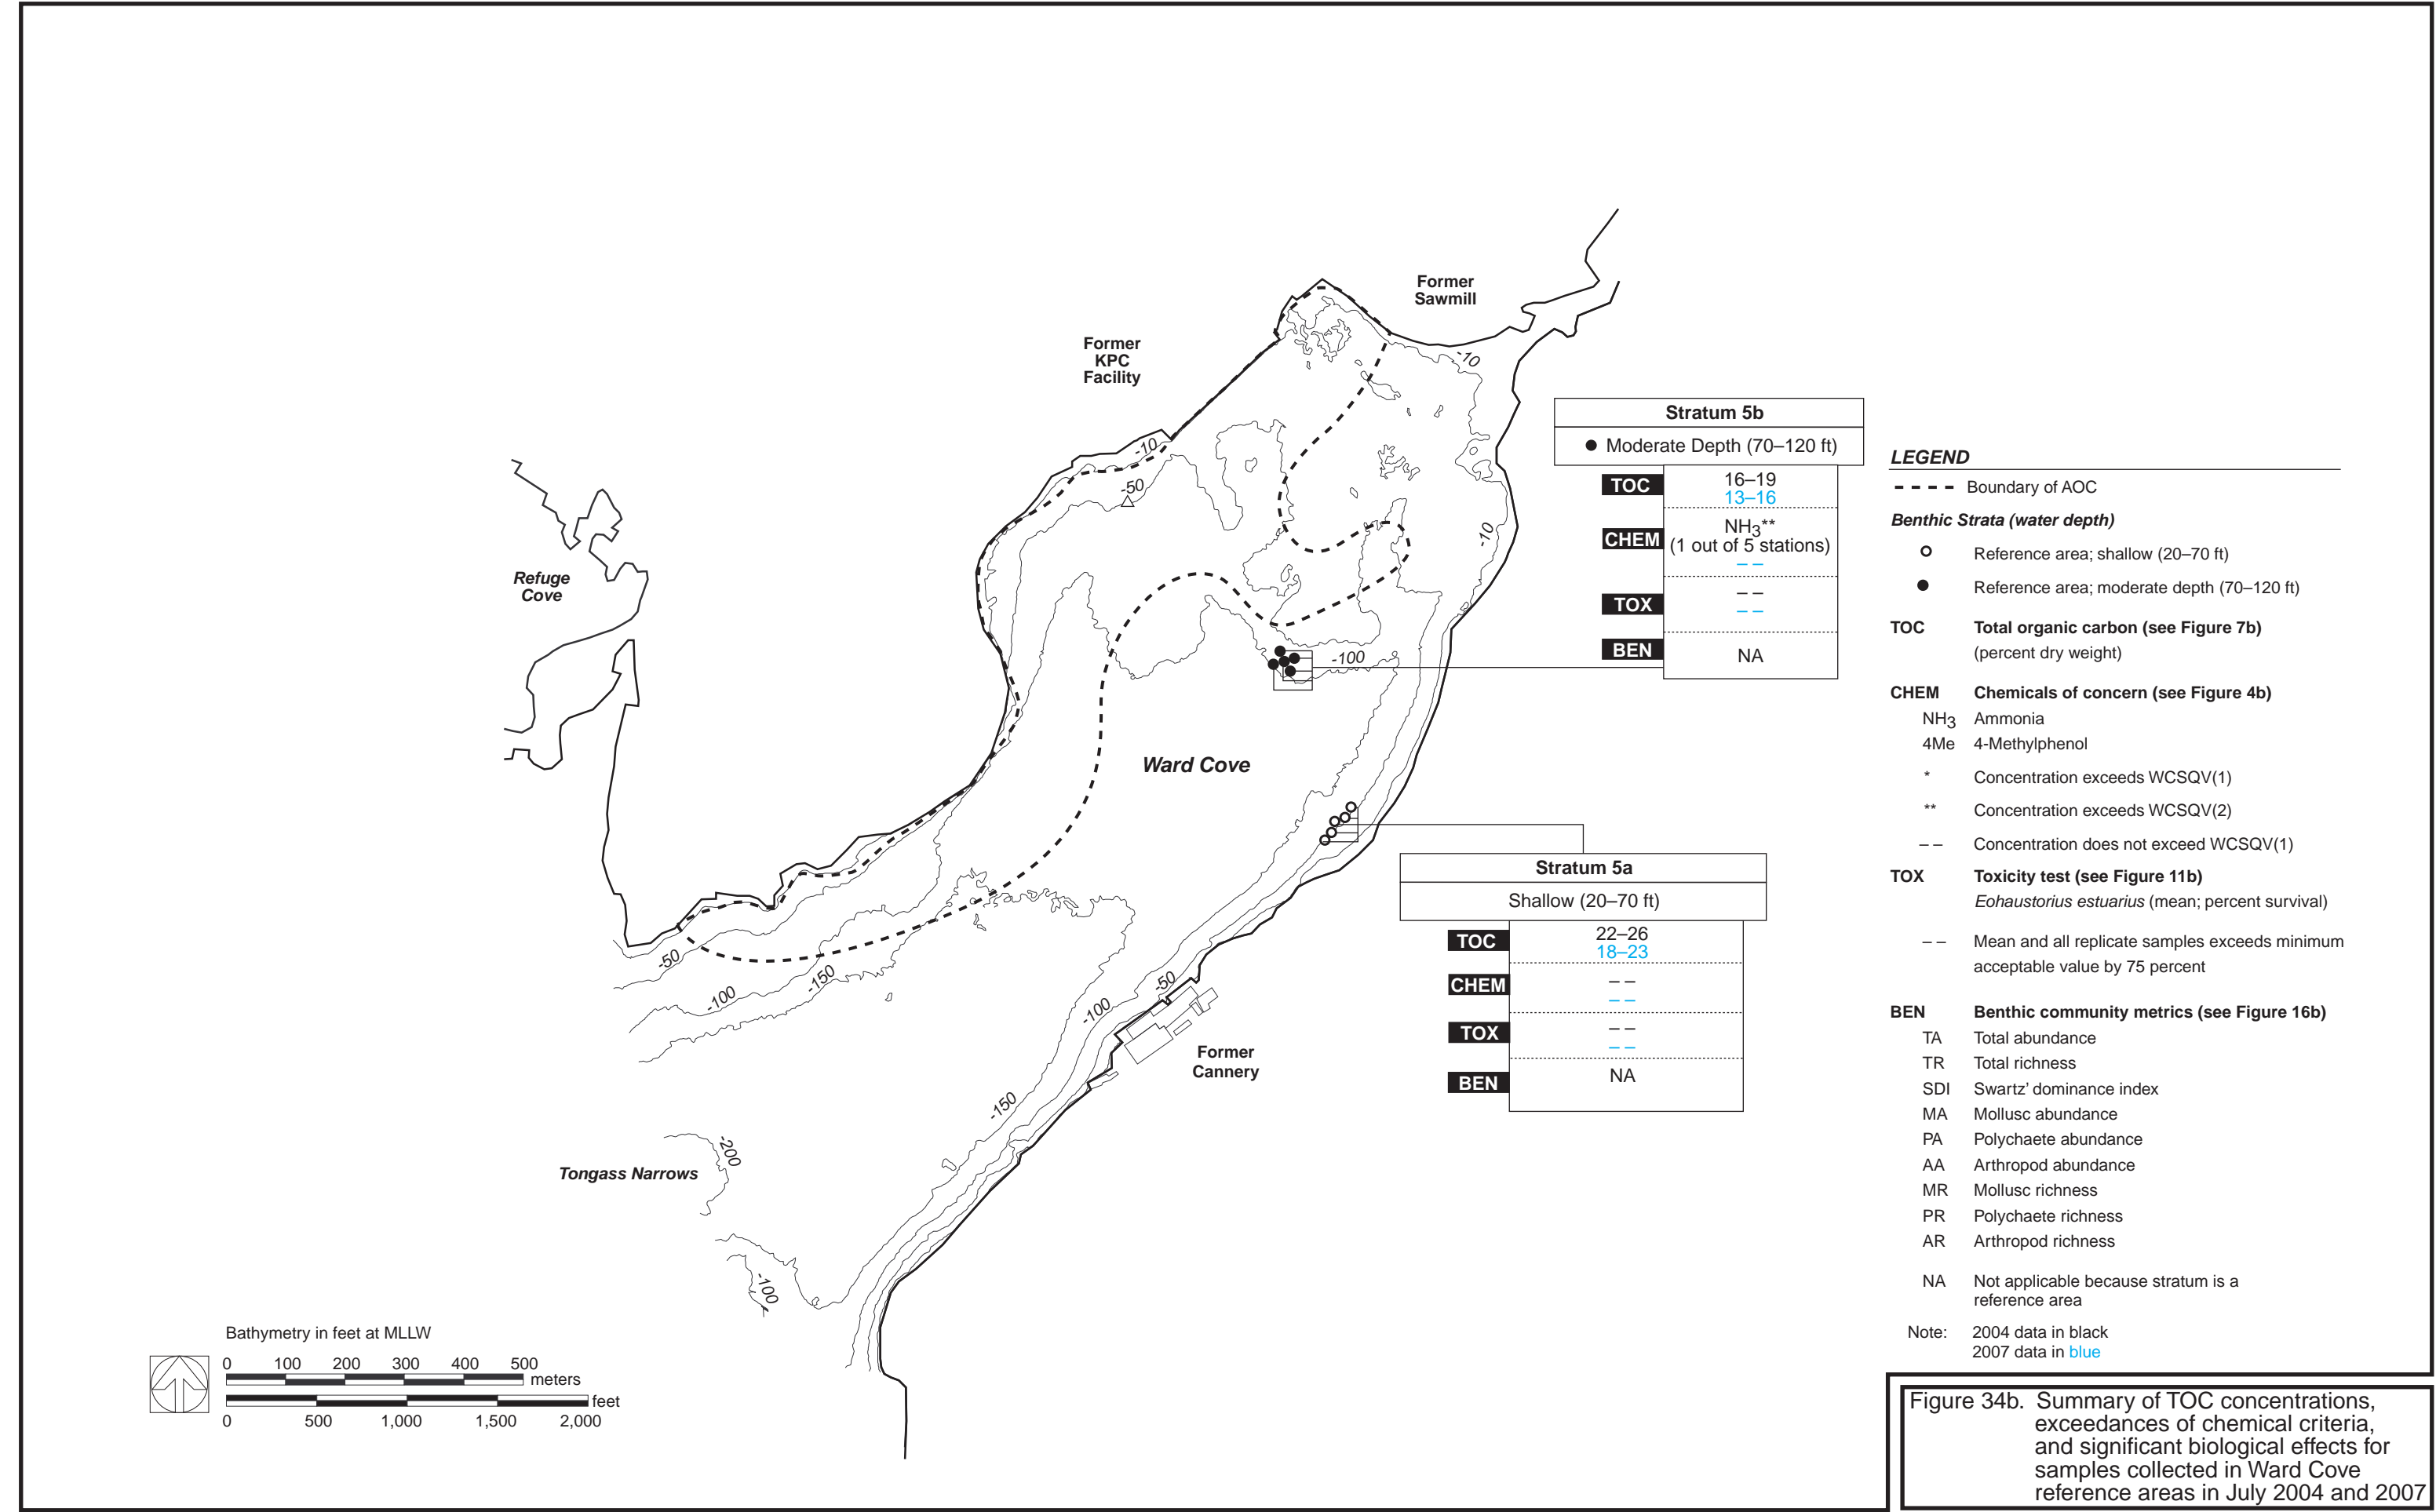 Former
Sawmill
Former
KPC
Facility
-10
-10
-50
-10
Refuge
Cove
-100
Ward Cove
-50
-100
-150
-50
-100
-150
Former
Cannery
-200
Tongass Narrows
-100
Stratum 5b
Moderate Depth (70–120 ft)
TOC
16–19
13–16
CHEM
NH3**
(1 out of 5 stations)
– –
TOX
– –
– –
BEN
NA
Stratum 5a
Shallow (20–70 ft)
TOC
22–26
18–23
CHEM
– –
– –
TOX
– –
– –
BEN
NA
LEGEND
Boundary of AOC
Benthic Strata (water depth)
Reference area; shallow (20–70 ft)
Reference area; moderate depth (70–120 ft)
TOC Total organic carbon (see Figure 7b)
(percent dry weight)
CHEM Chemicals of concern (see Figure 4b)
NH3 Ammonia
4Me 4-Methylphenol
* Concentration exceeds WCSQV(1)
** Concentration exceeds WCSQV(2)
– – Concentration does not exceed WCSQV(1)
TOX Toxicity test (see Figure 11b)
Eohaustorius estuarius (mean; percent survival)
– – Mean and all replicate samples exceeds minimum
acceptable value by 75 percent
BEN Benthic community metrics (see Figure 16b)
TA Total abundance
TR Total richness
SDI Swartz’ dominance index
MA Mollusc abundance
PA Polychaete abundance
AA Arthropod abundance
MR Mollusc richness
PR Polychaete richness
AR Arthropod richness
NA Not applicable because stratum is a
reference area
Note: 2004 data in black
2007 data in blue
Bathymetry in feet at MLLW
0 100 200 300 400 500
meters
feet
0 500 1,000 1,500 2,000
Figure 34b. Summary of TOC concentrations,
exceedances of chemical criteria,
and significant biological effects for
samples collected in Ward Cove
reference areas in July 2004 and 2007